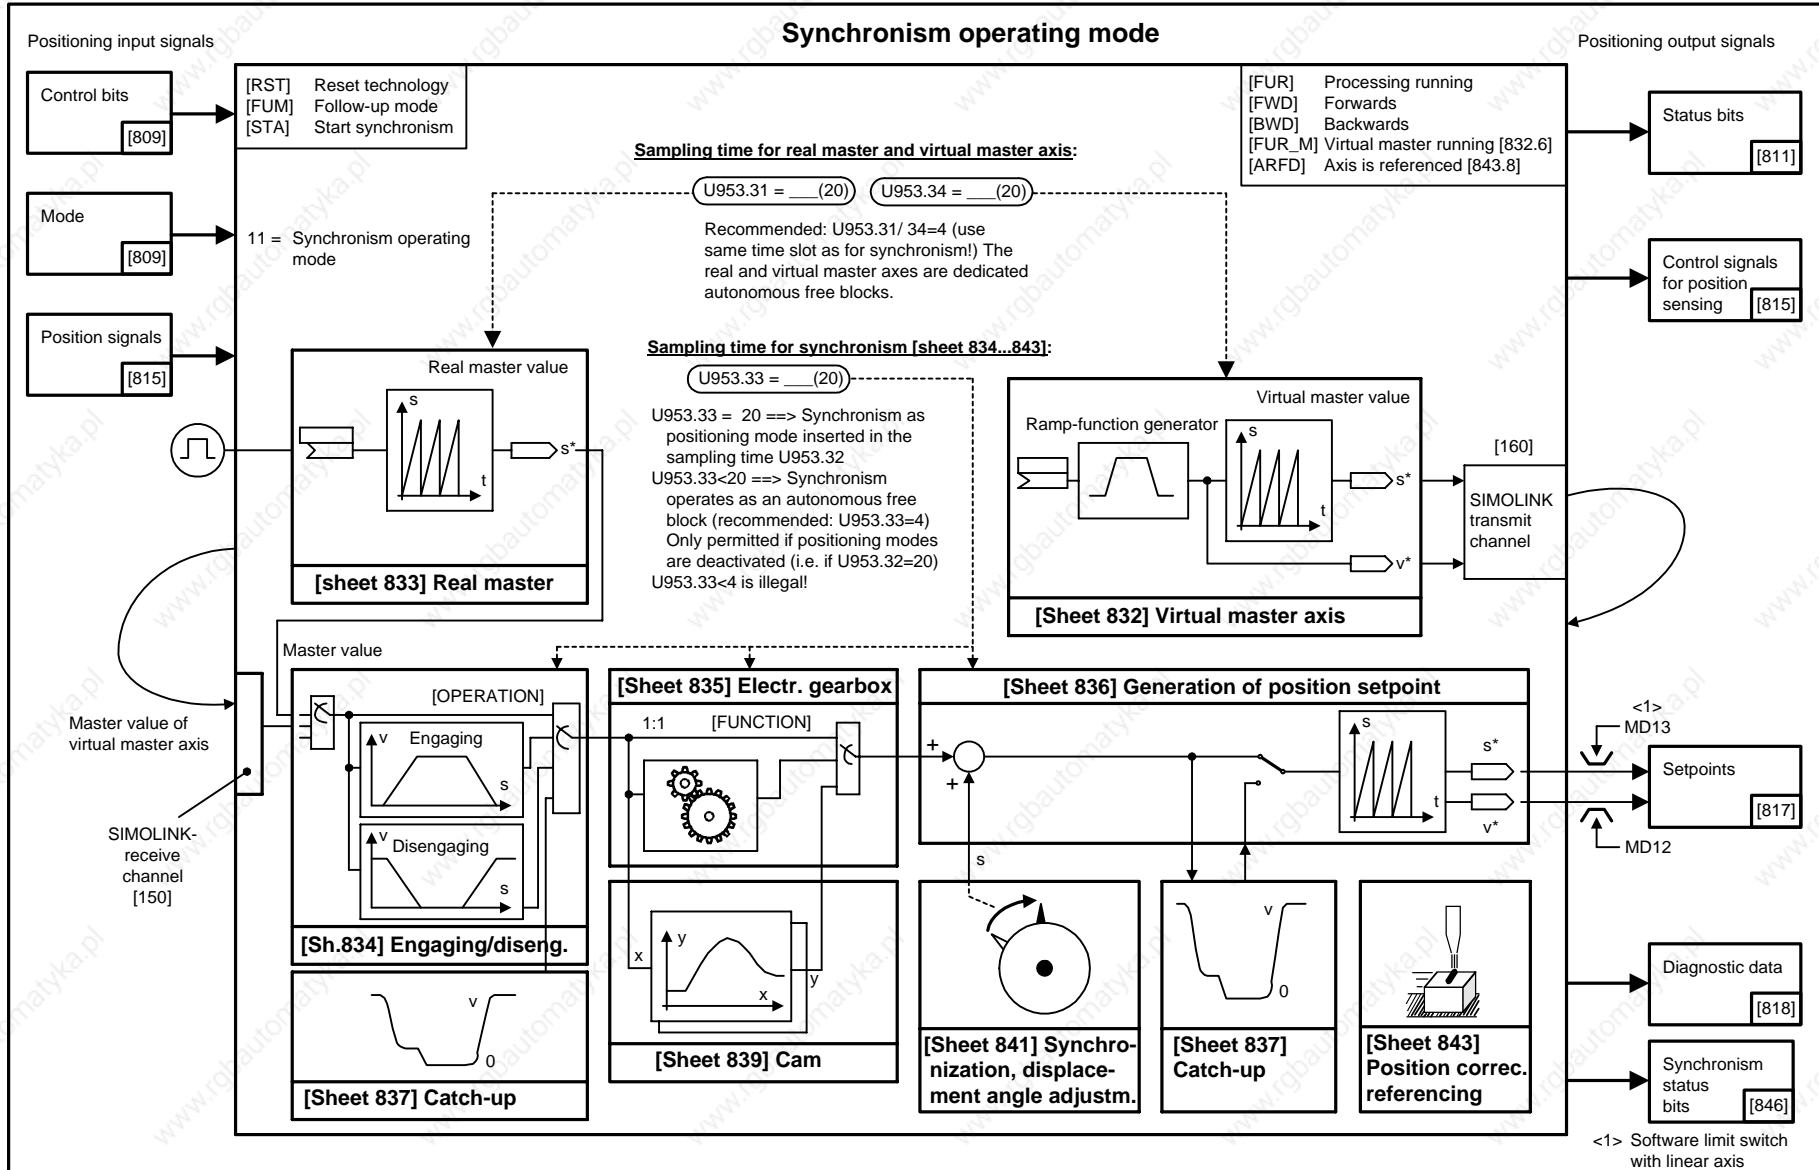 Synchronism operating mode
Positioning input signals
Positioning output signals
Control bits
[809]
Mode
[809]
Position signals
[815]
[RST] Reset technology
[FUM] Follow-up mode
[STA] Start synchronism
11 = Synchronism operating
mode
[FUR] Processing running
[FWD] Forwards
[BWD] Backwards
[FUR_M] Virtual master running [832.6]
[ARFD] Axis is referenced [843.8]
Status bits
[811]
Control signals
for position
sensing
[815]
Sampling time for real master and virtual master axis:
U953.31 = ___(20)
U953.34 = ___(20)
Recommended: U953.31/ 34=4 (use
same time slot as for synchronism!) The
real and virtual master axes are dedicated
autonomous free blocks.
Sampling time for synchronism [sheet 834...843]:
U953.33 = ___(20)
U953.33 = 20 ==> Synchronism as
positioning mode inserted in the
sampling time U953.32
U953.33<20 ==> Synchronism
operates as an autonomous free
block (recommended: U953.33=4)
Only permitted if positioning modes
are deactivated (i.e. if U953.32=20)
U953.33<4 is illegal!
Real master value
s
t
s*
[sheet 833] Real master
Virtual master value
Ramp-function generator
s
t
s*
v*
[Sheet 832] Virtual master axis
[160]
SIMOLINK
transmit
channel
Master value
Master value of
virtual master axis
SIMOLINK-
receive
channel
[150]
[OPERATION]
v
Engaging
s
v
Disengaging
s
[Sh.834] Engaging/diseng.
v
0
[Sheet 837] Catch-up
[Sheet 835] Electr. gearbox
1:1
[FUNCTION]
x
y
x
y
[Sheet 839] Cam
[Sheet 836] Generation of position setpoint
+
+
s
s
t
s*
v*
[Sheet 841] Synchro-
nization, displace-
ment angle adjustm.
v
0
[Sheet 837]
Catch-up
[Sheet 843]
Position correc.
referencing
<1>
MD13
MD12
Setpoints
[817]
Diagnostic data
[818]
Synchronism
status
bits
[846]
<1> Software limit switch
with linear axis
www.rgbautomatyka.pl